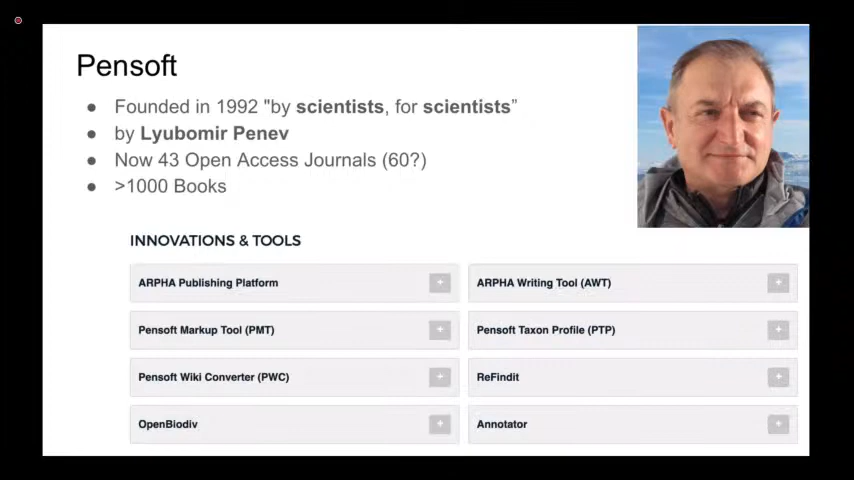 Pensoft
● Founded in 1992 "by scientists, for scientists”
● by Lyubomir Penev
● Now 43 Open Access Journals (60?)
● >1000 Books
INNOVATIONS & TOOLS
ARPHA Publishing Platform +
ARPHA Writing Tool (AWT) +
Pensoft Markup Tool (PMT) +
Pensoft Taxon Profile (PTP) +
Pensoft Wiki Converter (PWC) +
ReFindit +
OpenBiodiv +
Annotator +